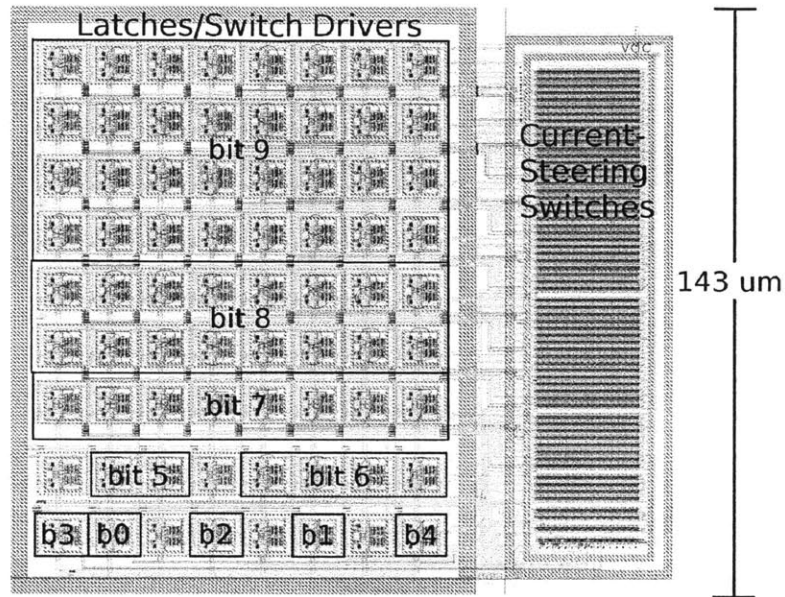 Latches/Switch Drivers
vdc
bit 9
Current-
Steering
Switches
143 um
bit 8
bit 7
bit 5
bit 6
b3
b0
b2
b1
b4